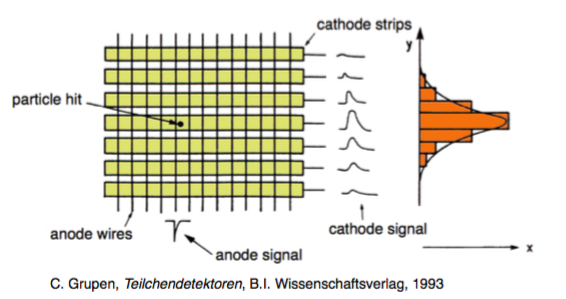 cathode strips
y
particle hit
cathode signal
anode wires
x
anode signal
C. Grupen, Teilchendetektoren, B.I. Wissenschaftsverlag, 1993